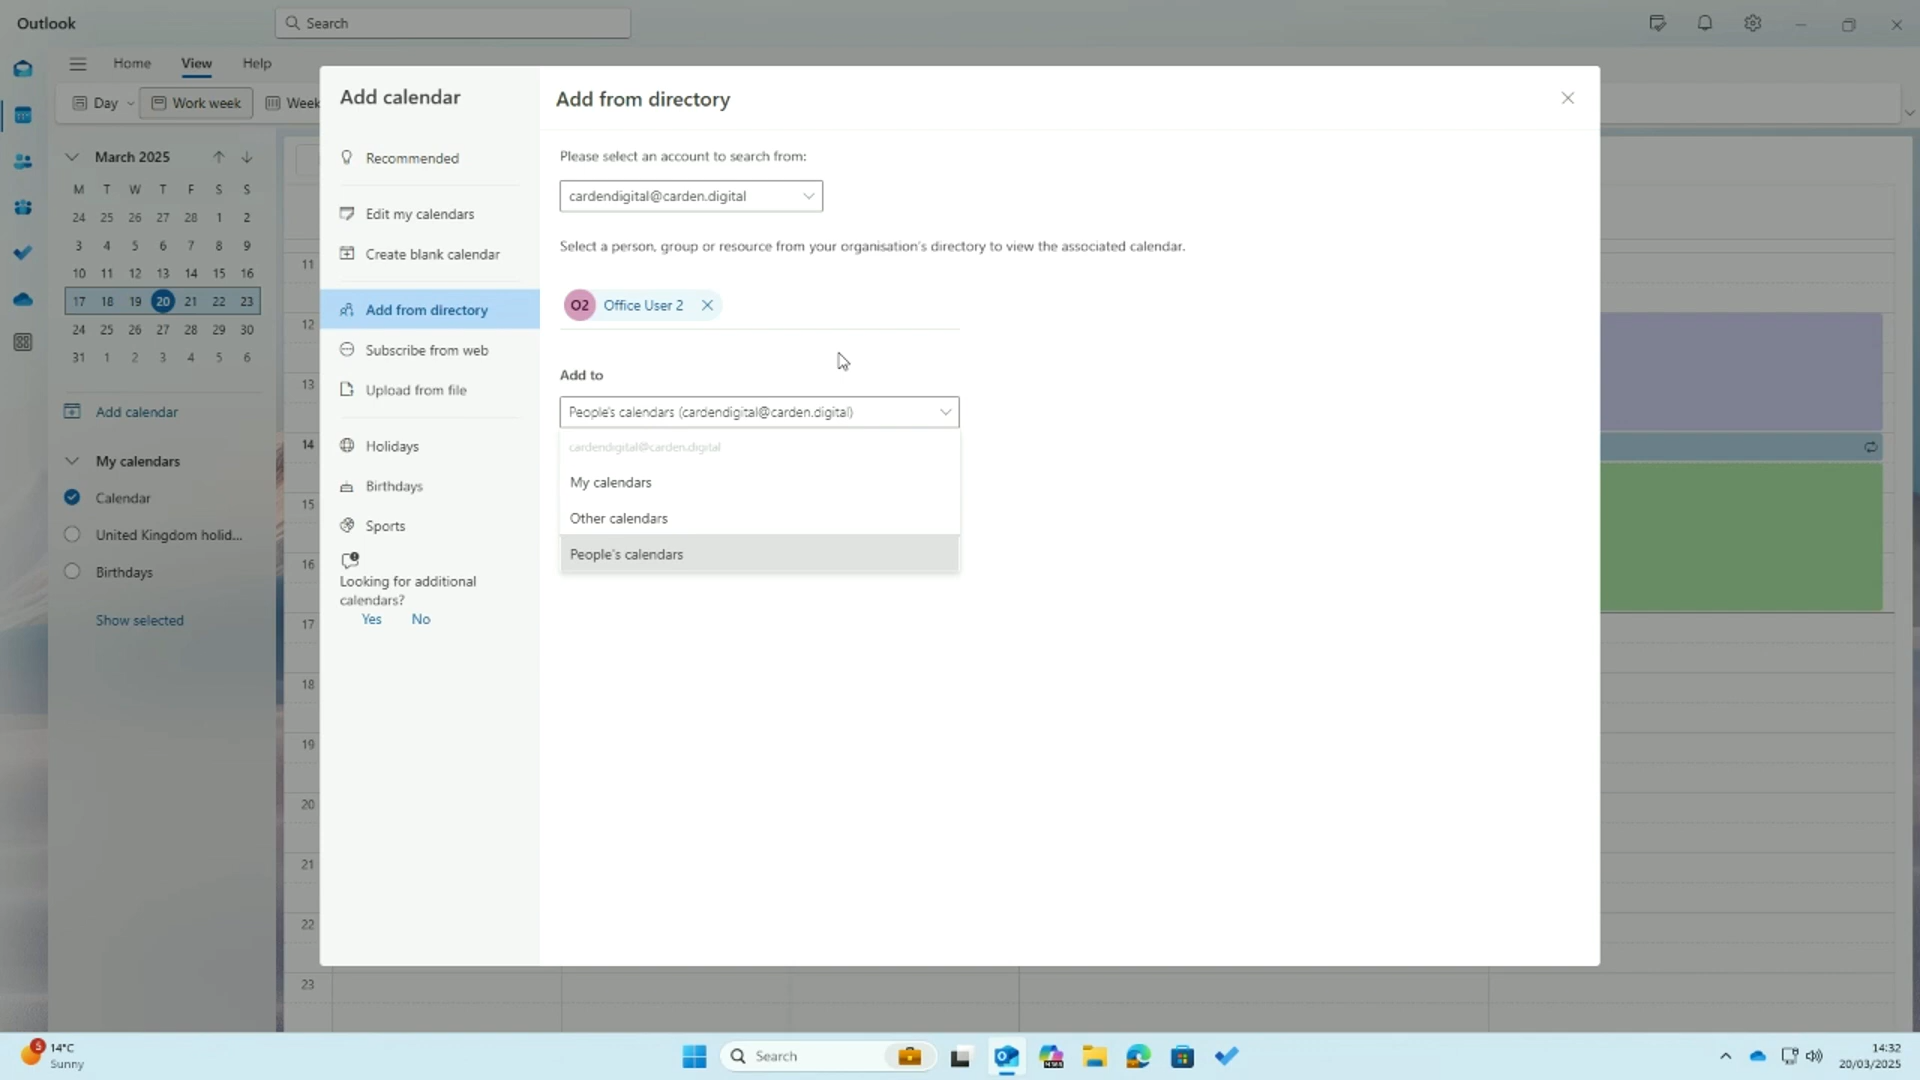 Outlook
Search
Home
View
Help
Day
Work week
Week
March 2025
M T W T F S S
24 25 26 27 28 1 2
3 4 5 6 7 8 9
10 11 12 13 14 15 16
17 18 19 20 21 22 23
24 25 26 27 28 29 30
31 1 2 3 4 5 6
Add calendar
My calendars
Calendar
United Kingdom holid...
Birthdays
Show selected
Add calendar
Recommended
Edit my calendars
Create blank calendar
Add from directory
Subscribe from web
Upload from file
Holidays
Birthdays
Sports
Looking for additional
calendars?
Yes No
Add from directory
Please select an account to search from:
cardendigital@carden.digital
Select a person, group or resource from your organisation's directory to view the associated calendar.
O2 Office User 2
Add to
People's calendars (cardendigital@carden.digital)
cardendigital@carden.digital
My calendars
Other calendars
People's calendars
11
12
13
14
15
16
17
18
19
20
21
22
23
5
14°C
Sunny
Search
14:32
20/03/2025